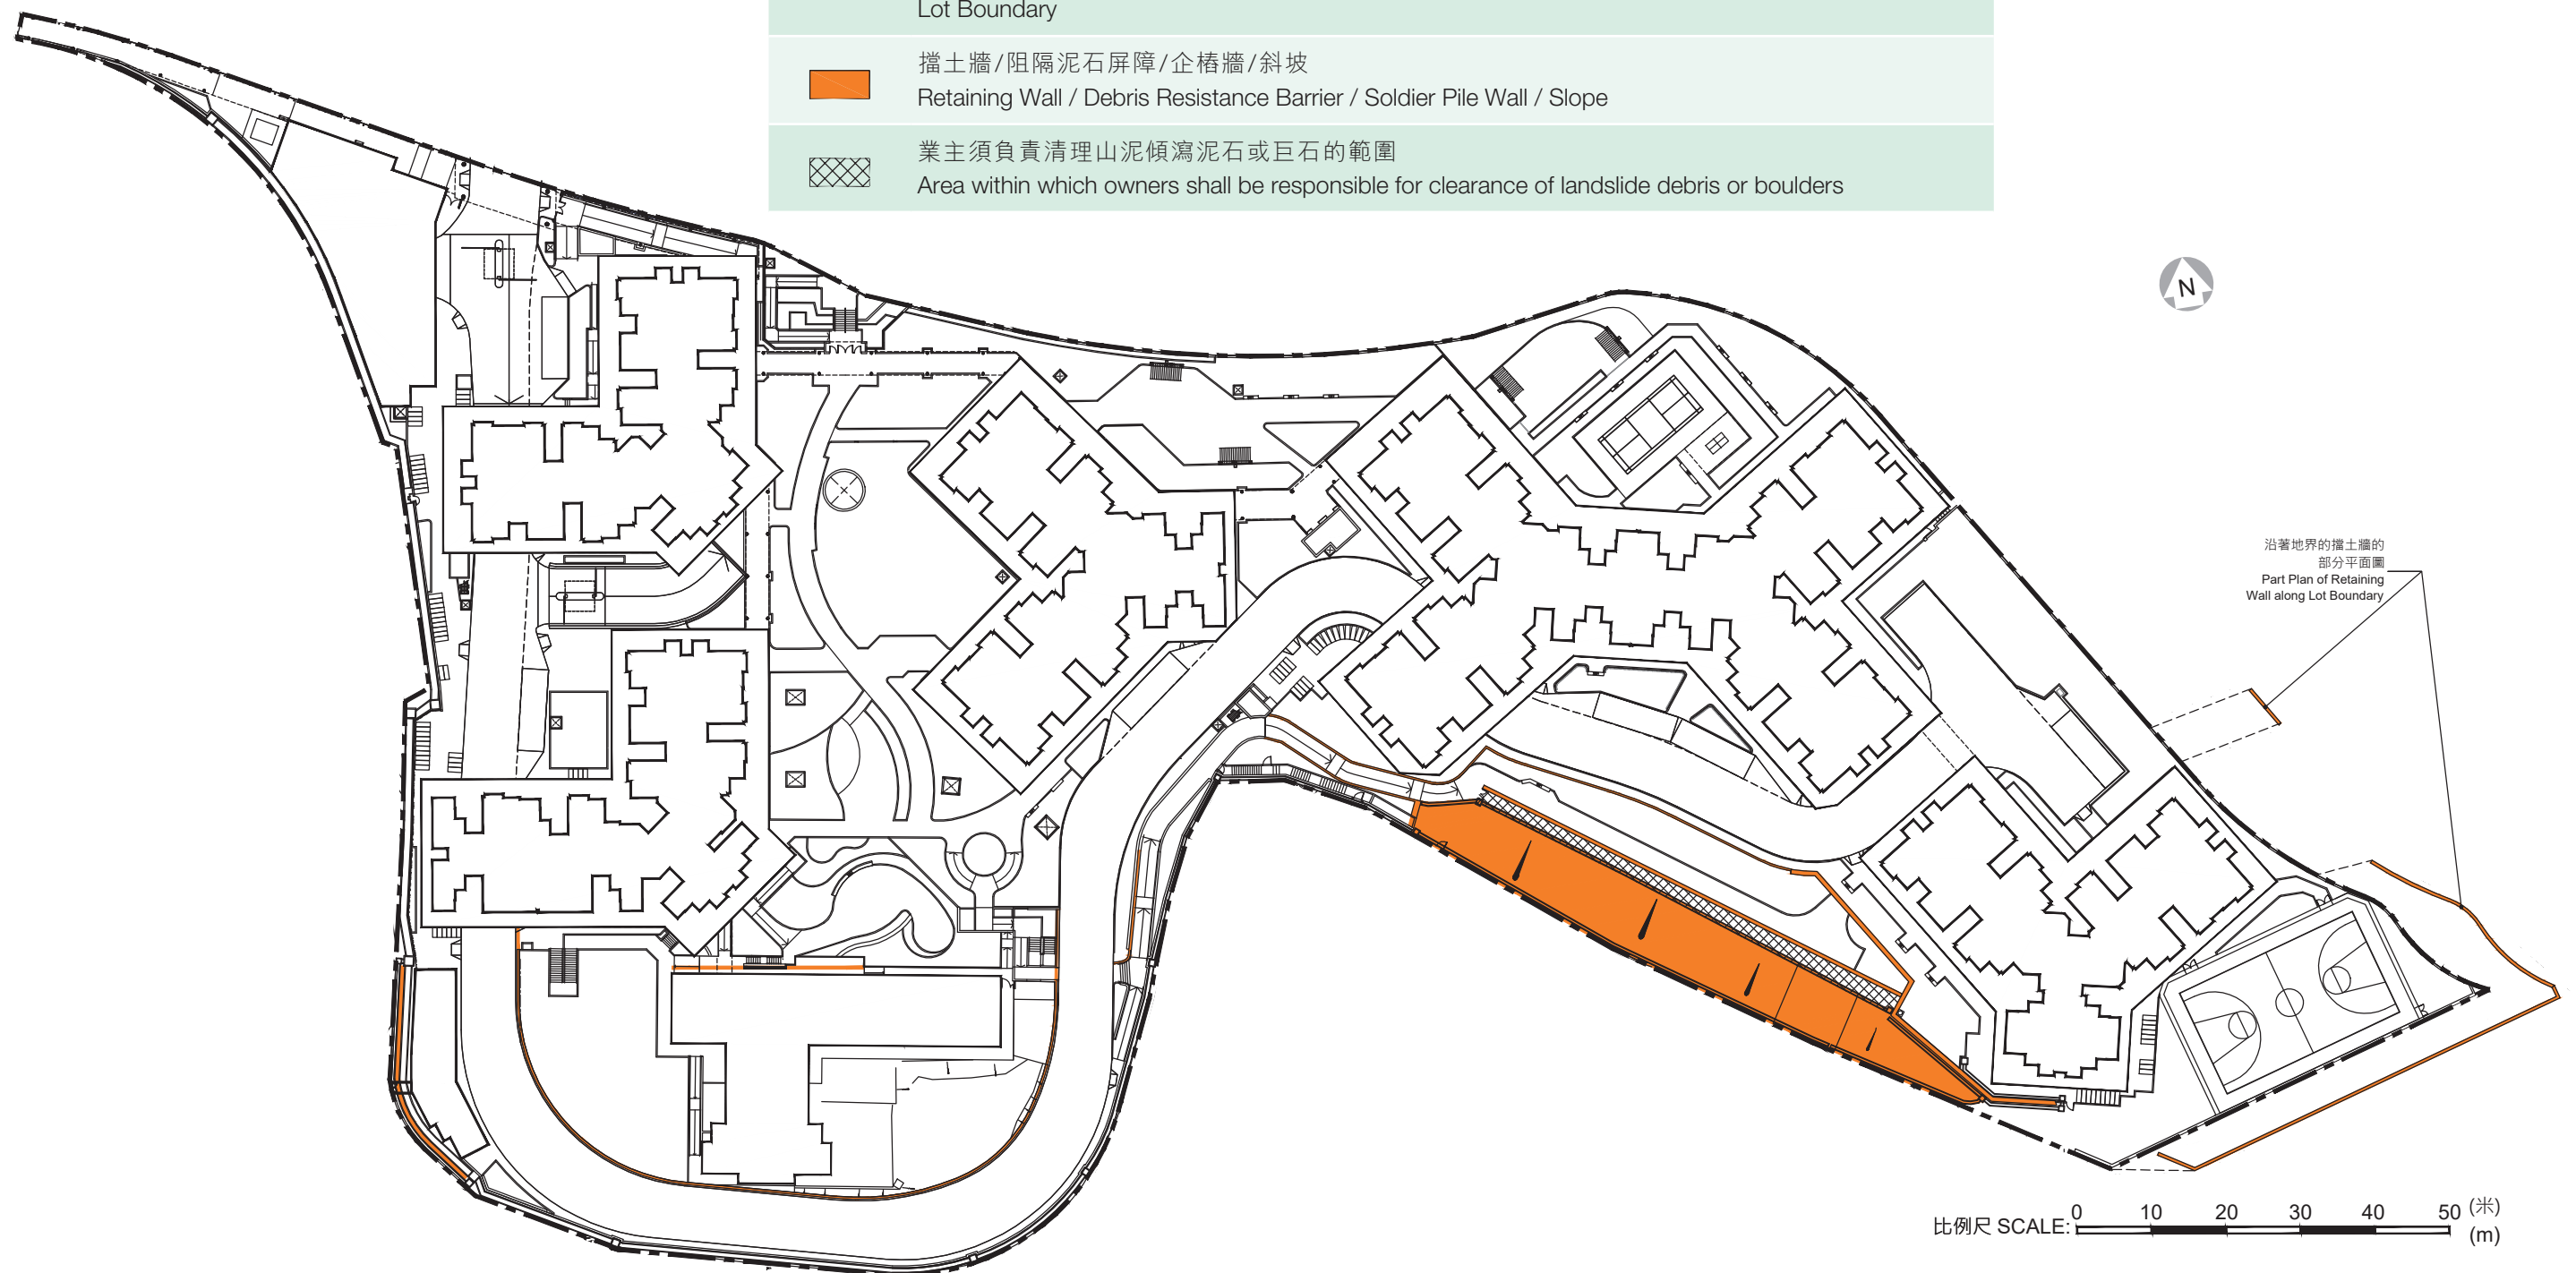 Lot Boundary
擋土牆/阻隔泥石屏障/企樁牆/斜坡
Retaining Wall / Debris Resistance Barrier / Soldier Pile Wall / Slope
業主須負責清理山泥傾瀉泥石或巨石的範圍
Area within which owners shall be responsible for clearance of landslide debris or boulders
N
沿著地界的擋土牆的
部分平面圖
Part Plan of Retaining
Wall along Lot Boundary
比例尺 SCALE: 0 10 20 30 40 50 (米)
(m)